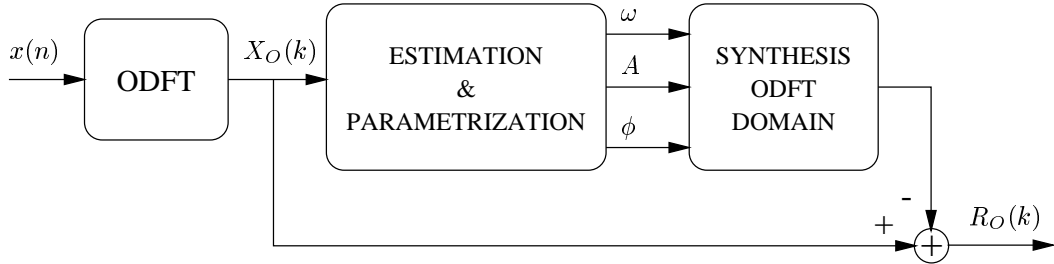 x(n)
ODFT
X_O(k)
ESTIMATION
&
PARAMETRIZATION
ω
A
ϕ
SYNTHESIS
ODFT
DOMAIN
-
+
+
R_O(k)